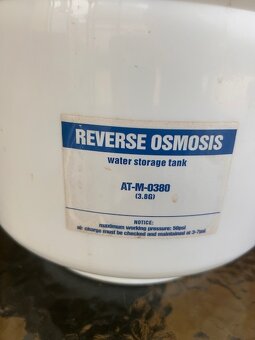 REVERSE OSMOSIS
water storage tank
AT-M-0380
(3.8G)
NOTICE:
maximum working pressure: 50psi
air charge must be checked and maintained at 3-7psi